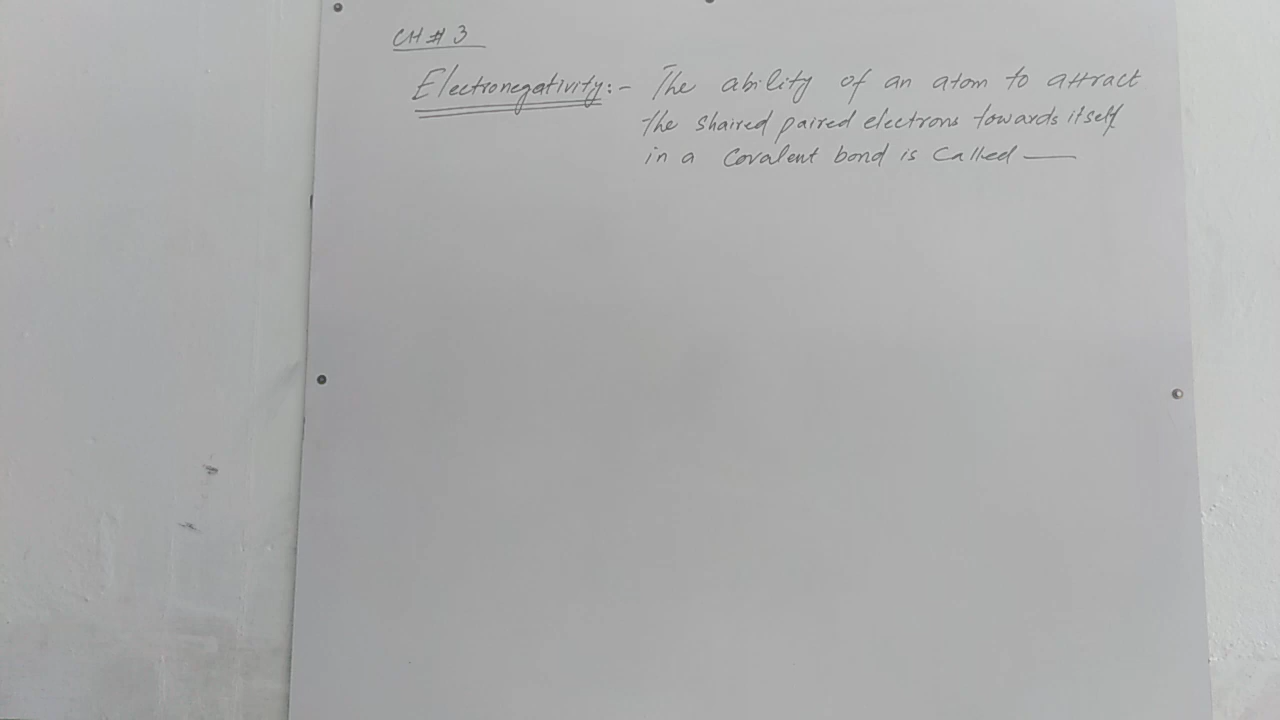 CH # 3
Electronegativity:- The ability of an atom to attract
the shaired paired electrons towards itself
in a covalent bond is called —